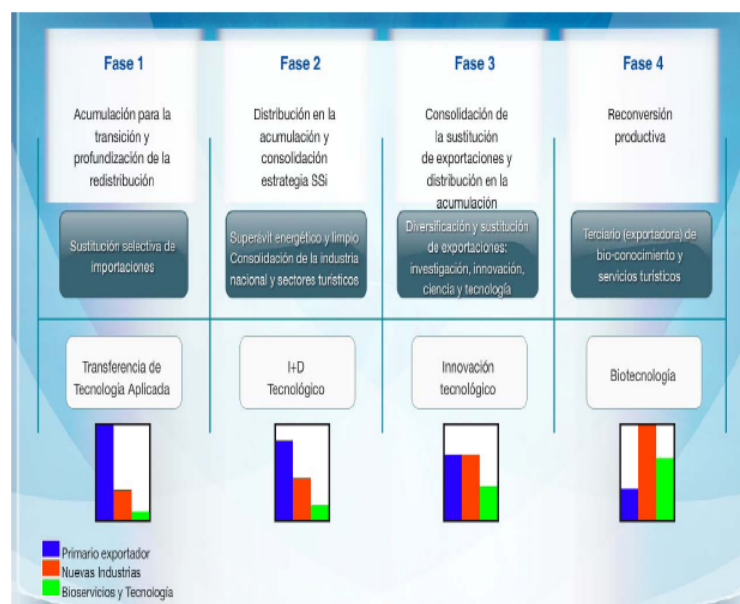 Fase 1
Acumulación para la
transición y
profundización de la
redistribución
Sustitución selectiva de
importaciones
Transferencia de
Tecnología Aplicada
Fase 2
Distribución en la
acumulación y
consolidación
estrategia SSi
Superávit energético y limpio
Consolidación de la industria
nacional y sectores turísticos
I+D
Tecnológico
Fase 3
Consolidación de
la sustitución
de exportaciones y
distribución en la
acumulación
Diversificación y sustitución
de exportaciones:
investigación, innovación,
ciencia y tecnología
Innovación
tecnológico
Fase 4
Reconversión
productiva
Terciario (exportadora) de
bio-conocimiento y
servicios turísticos
Biotecnología
Primario exportador
Nuevas Industrias
Bioservicios y Tecnología